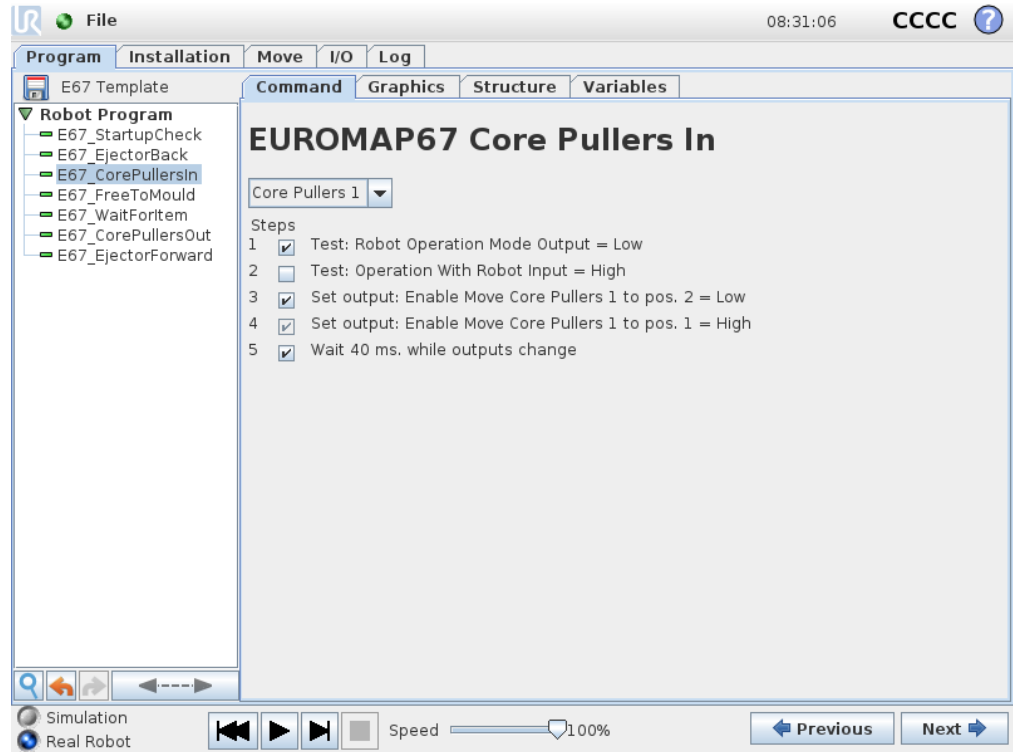 UR File 08:31:06 CCCC ?
Program Installation Move I/O Log
E67 Template
Command Graphics Structure Variables
Robot Program
E67_StartupCheck
E67_EjectorBack
E67_CorePullersIn
E67_FreeToMould
E67_WaitForItem
E67_CorePullersOut
E67_EjectorForward
EUROMAP67 Core Pullers In
Core Pullers 1
Steps
1 Test: Robot Operation Mode Output = Low
2 Test: Operation With Robot Input = High
3 Set output: Enable Move Core Pullers 1 to pos. 2 = Low
4 Set output: Enable Move Core Pullers 1 to pos. 1 = High
5 Wait 40 ms. while outputs change
Simulation
Real Robot
Speed 100%
Previous Next